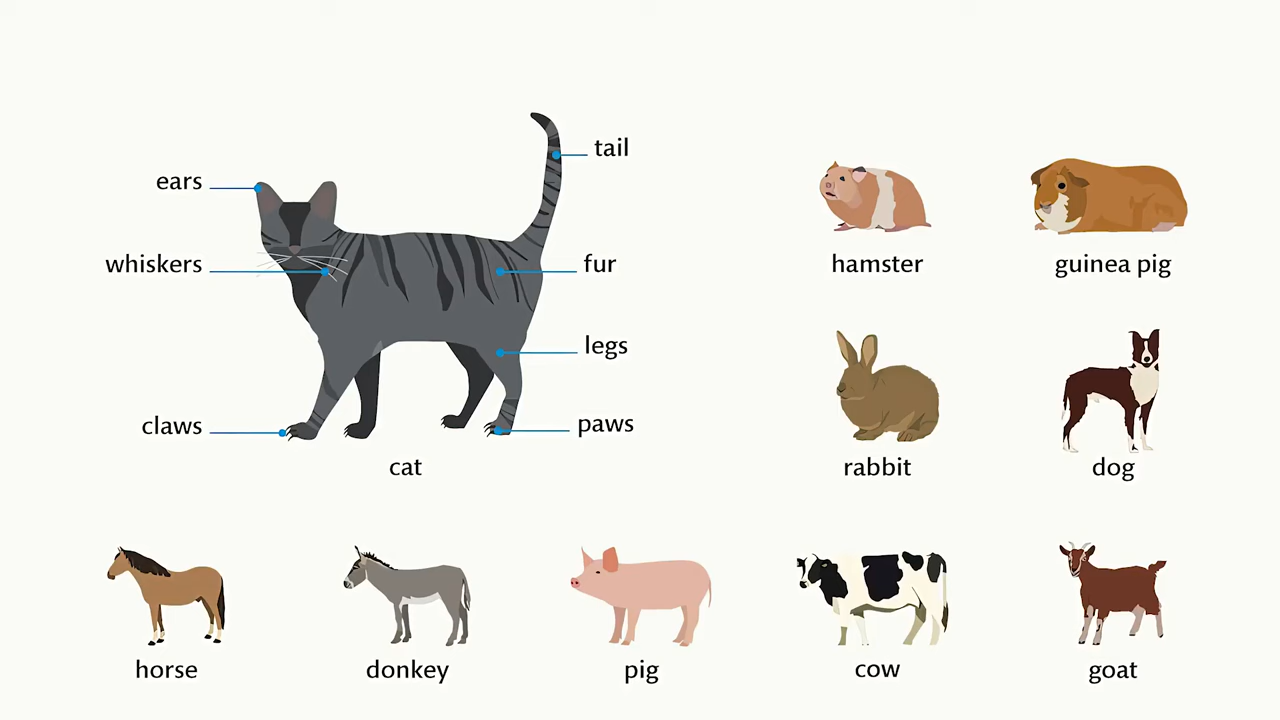 tail
ears
whiskers
fur
legs
claws
paws
cat
hamster
guinea pig
rabbit
dog
horse
donkey
pig
cow
goat